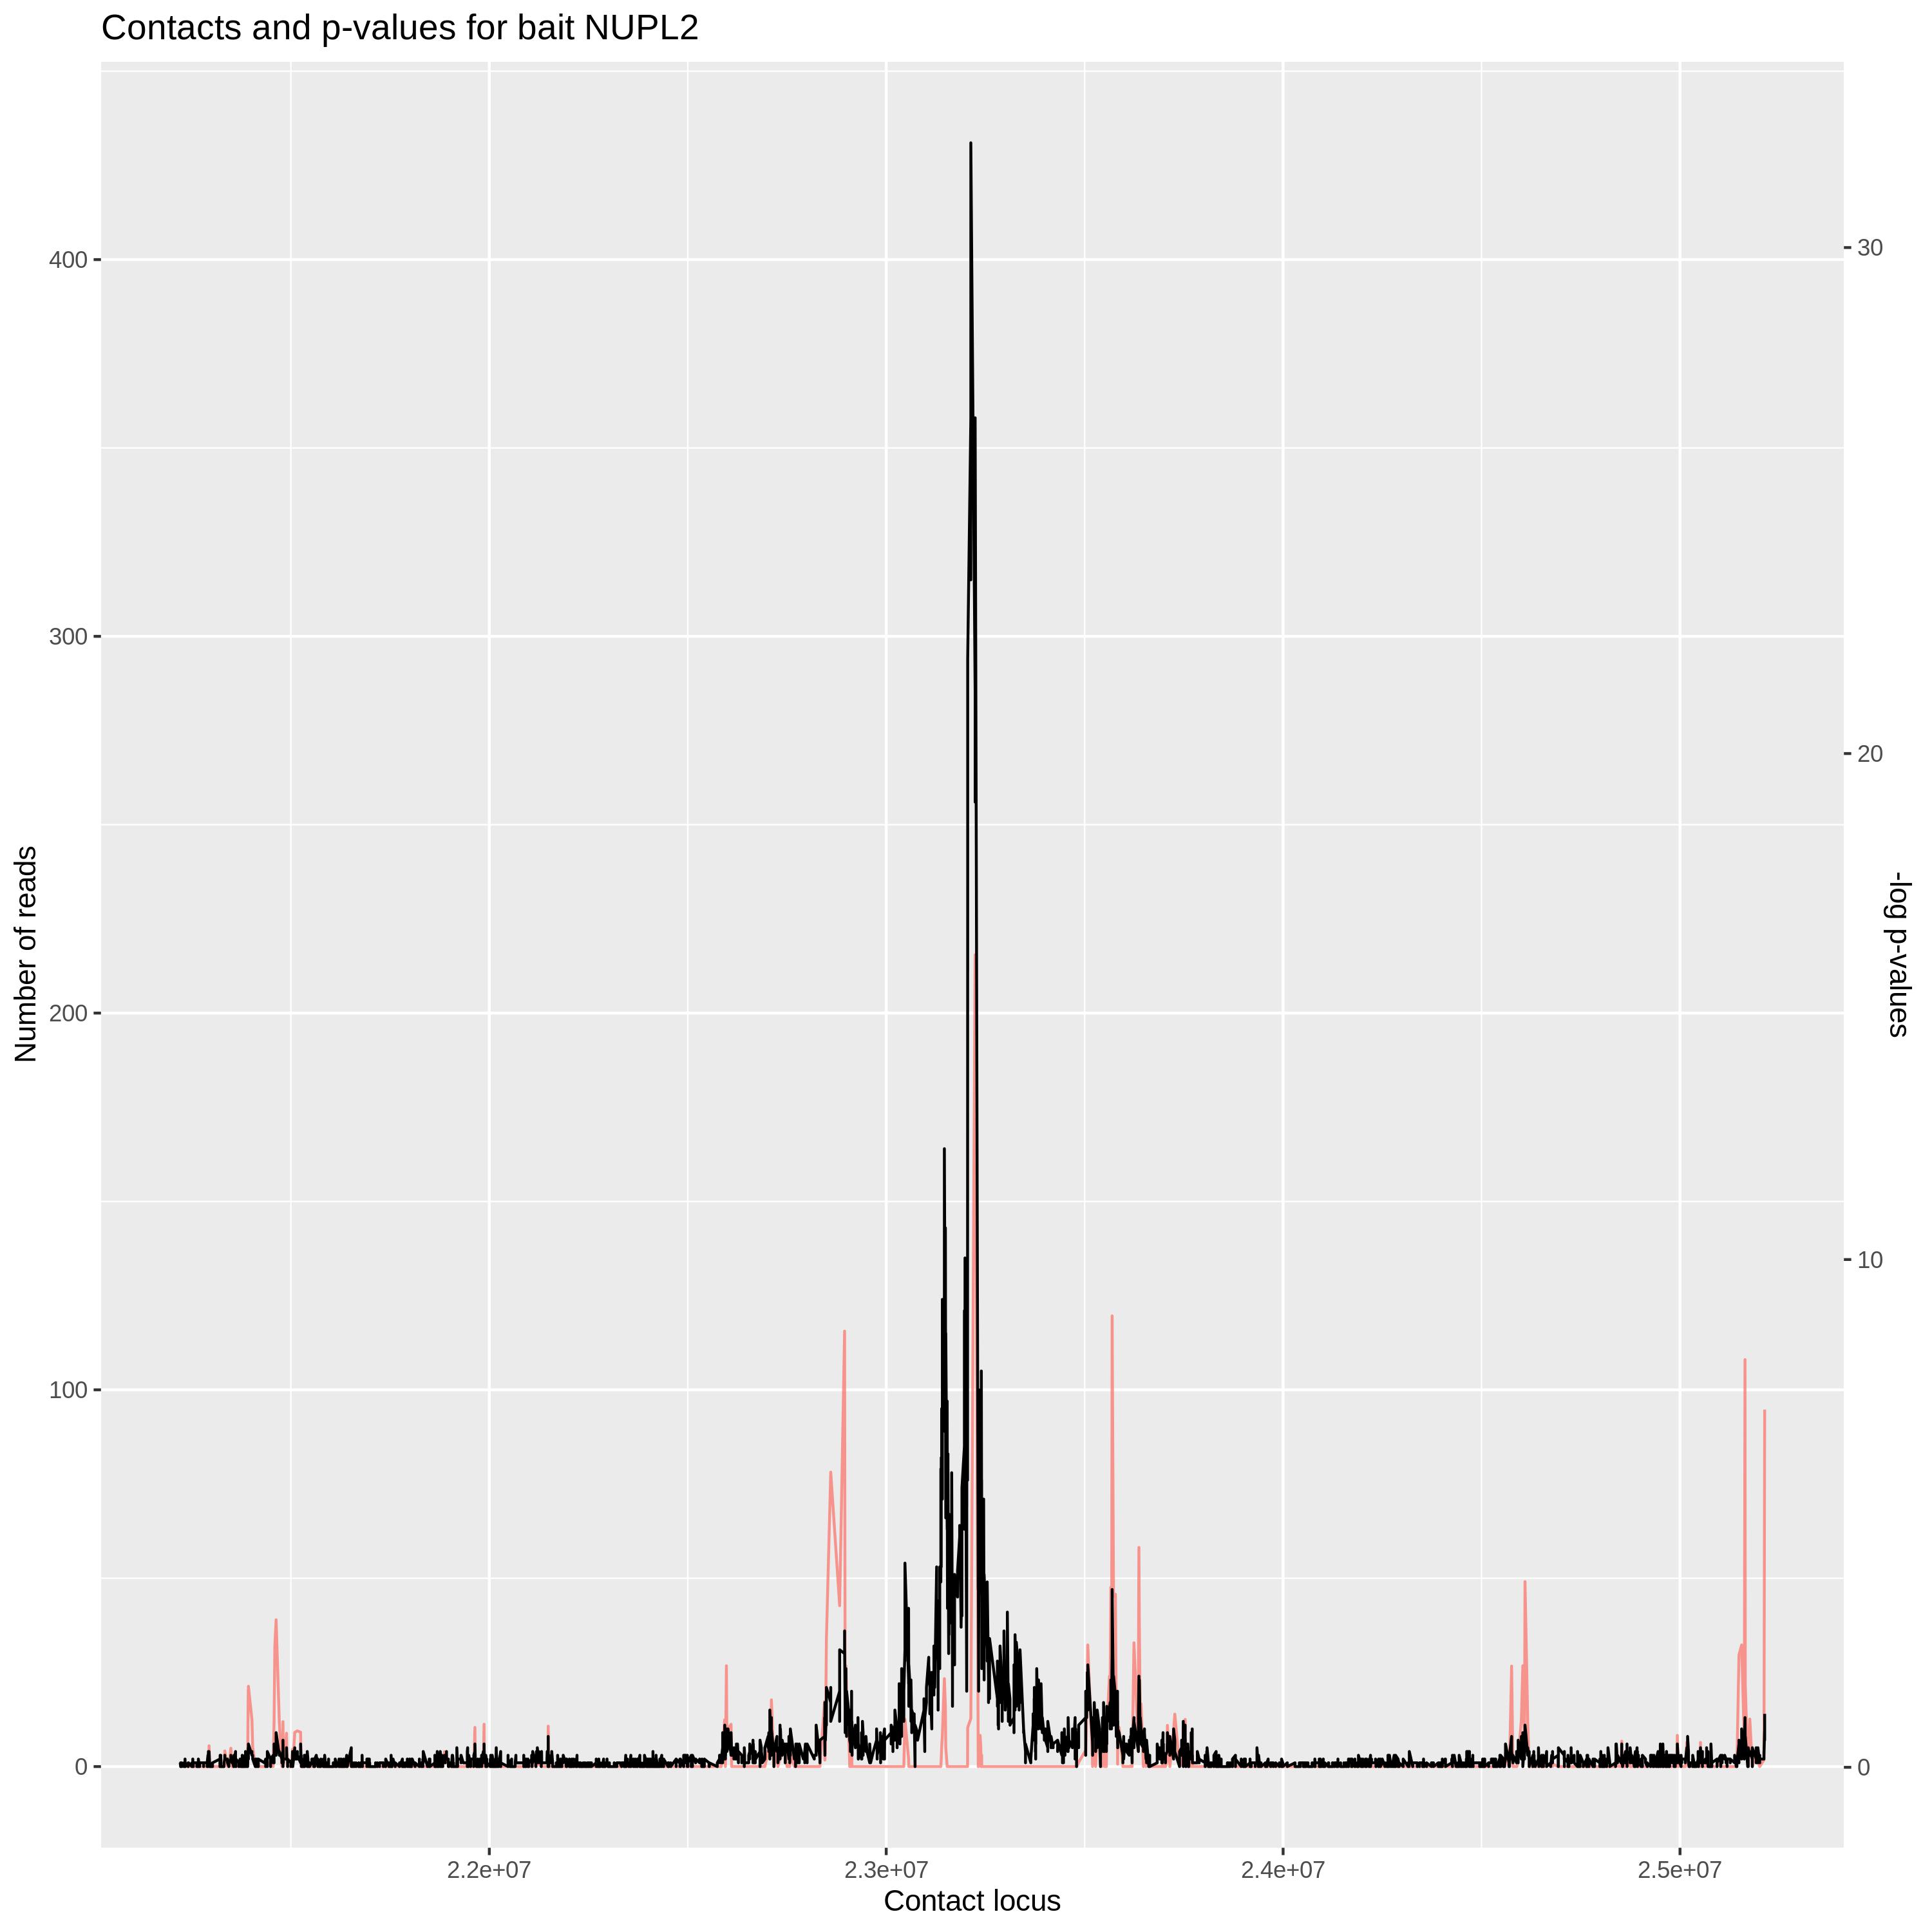 Contacts and p-values for bait NUPL2
400
300
200
100
0
Number of reads
30
20
10
0
-log p-values
2.2e+07
2.3e+07
2.4e+07
2.5e+07
Contact locus